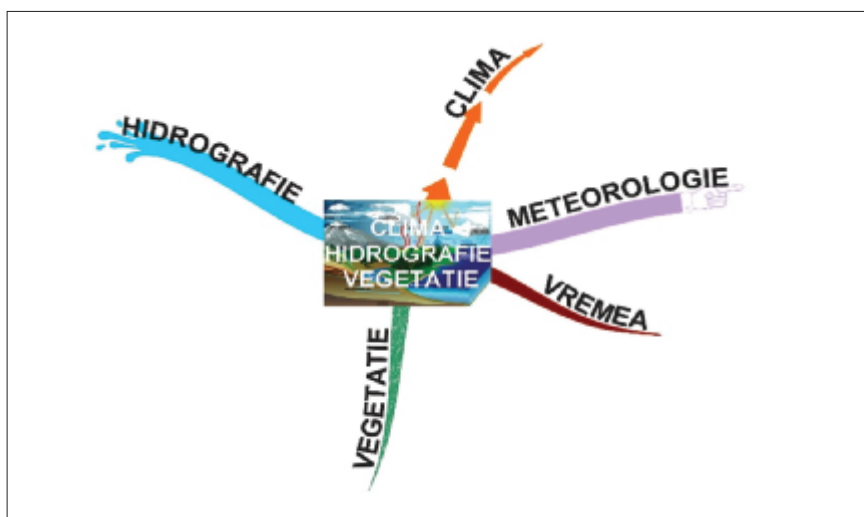 CLIMA
HIDROGRAFIE
METEOROLOGIE
CLIMA
HIDROGRAFIE
VEGETATIE
VREMEA
VEGETATIE